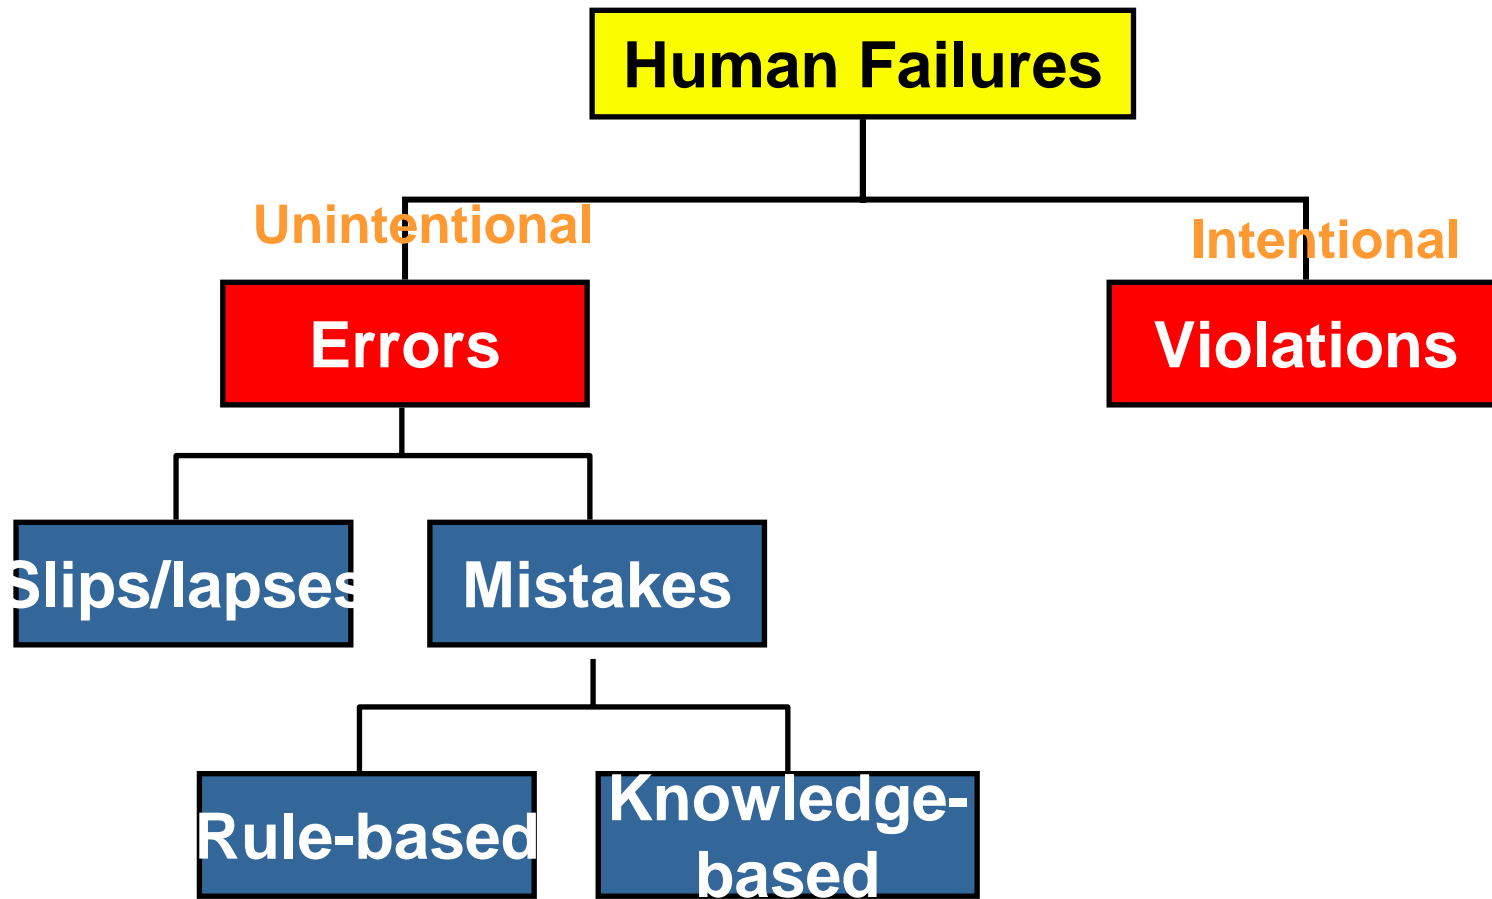 Human Failures
Unintentional
Intentional
Errors
Violations
Slips/lapses
Mistakes
Rule-based
Knowledge-
based